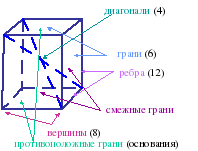 диагонали (4)
грани (6)
ребра (12)
смежные грани
вершины (8)
противоположные грани (основания)